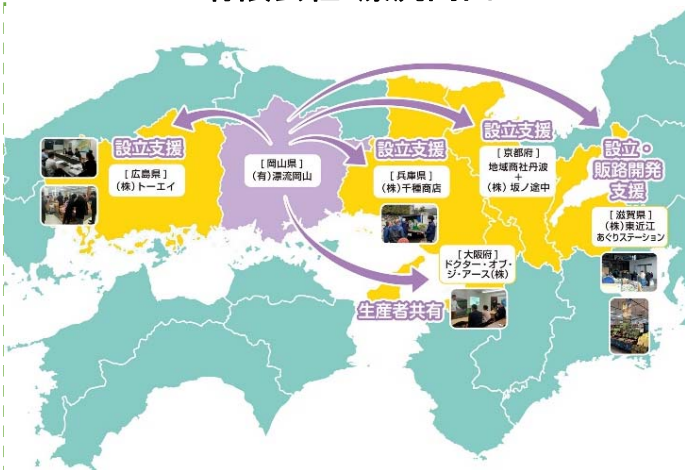 設立支援
[広島県]
(株)トーエイ
[岡山県]
(有)漂流岡山
設立支援
[兵庫県]
(株)千種商店
設立支援
[京都府]
地域商社丹波
+
(株)坂ノ途中
設立・
販路開発
支援
[滋賀県]
(株)東近江
あぐりステーション
[大阪府]
ドクター・オブ・
ジ・アース(株)
生産者共有